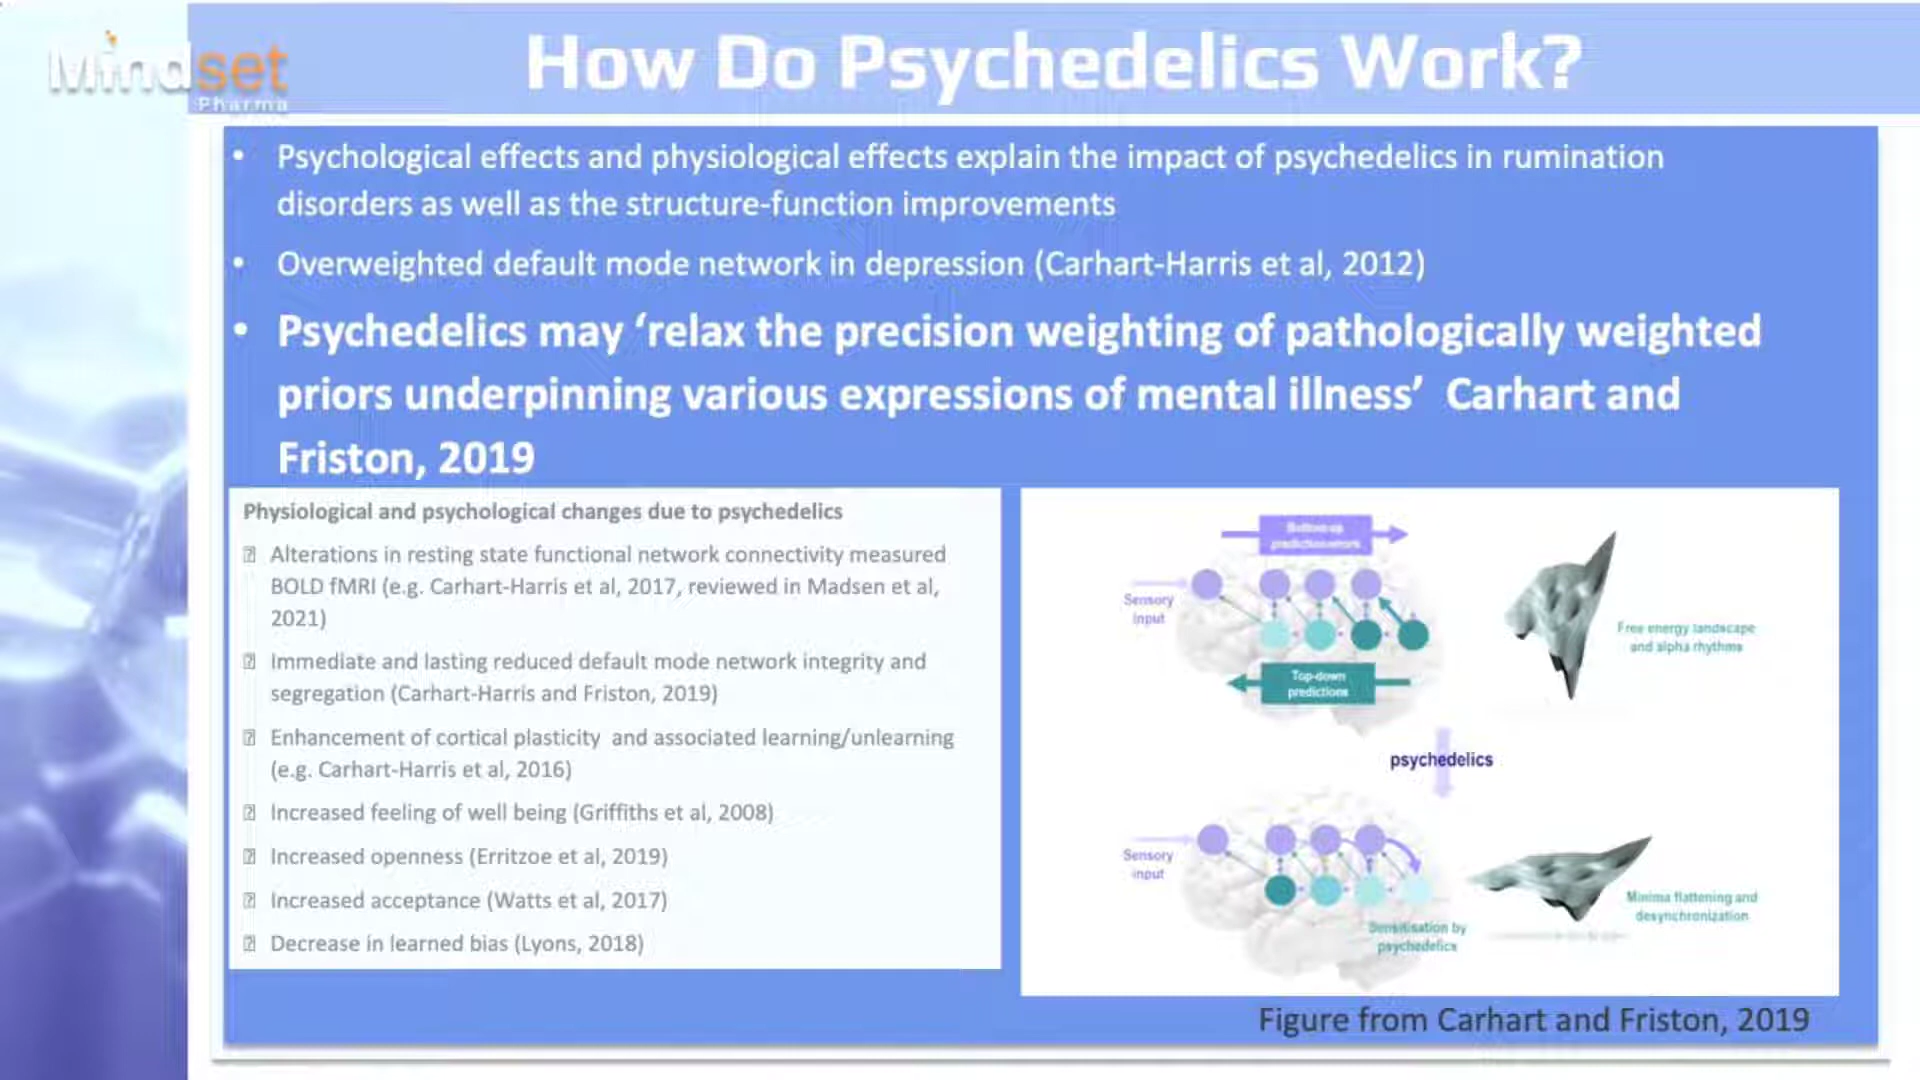 Mindset
Pharma
How Do Psychedelics Work?
• Psychological effects and physiological effects explain the impact of psychedelics in rumination
disorders as well as the structure-function improvements
• Overweighted default mode network in depression (Carhart-Harris et al, 2012)
• Psychedelics may ‘relax the precision weighting of pathologically weighted
priors underpinning various expressions of mental illness’ Carhart and
Friston, 2019
Physiological and psychological changes due to psychedelics
Alterations in resting state functional network connectivity measured
BOLD fMRI (e.g. Carhart-Harris et al, 2017, reviewed in Madsen et al,
2021)
Immediate and lasting reduced default mode network integrity and
segregation (Carhart-Harris and Friston, 2019)
Enhancement of cortical plasticity and associated learning/unlearning
(e.g. Carhart-Harris et al, 2016)
Increased feeling of well being (Griffiths et al, 2008)
Increased openness (Erritzoe et al, 2019)
Increased acceptance (Watts et al, 2017)
Decrease in learned bias (Lyons, 2018)
Bottom-up
Sensory
input
Top-down
predictions
Free energy landscape
and alpha rhythms
psychedelics
Sensory
input
Sensitisation by
psychedelics
Minima flattening and
desynchronization
Figure from Carhart and Friston, 2019